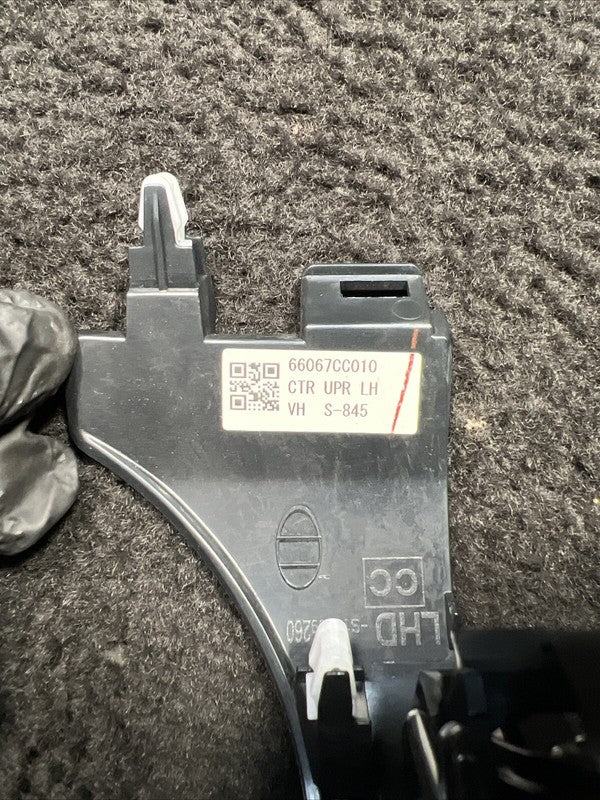 66067CC010
CTR UPR LH
VH S-845
CC
LHD